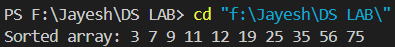 PS F:\Jayesh\DS LAB> cd "f:\Jayesh\DS LAB\"
Sorted array: 3 7 9 11 12 19 25 35 56 75